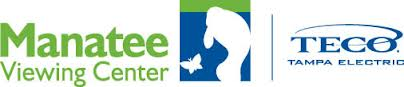 Manatee
Viewing Center
TECO
TAMPA ELECTRIC